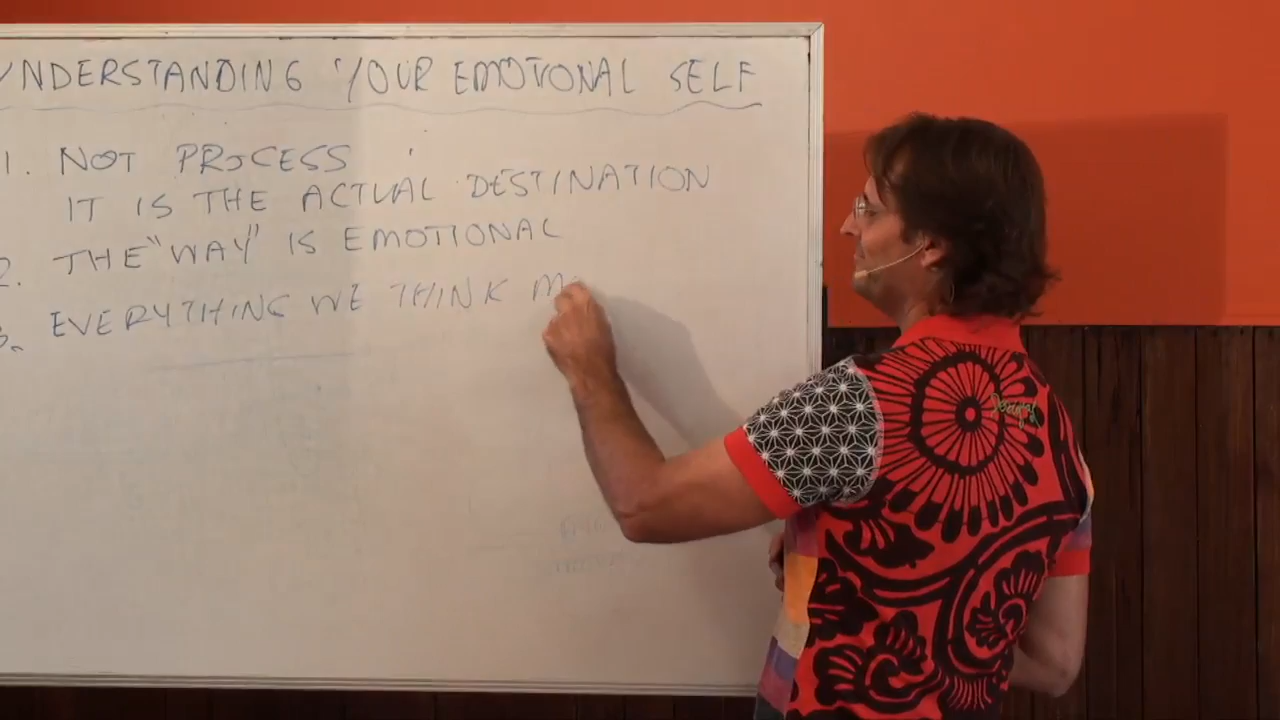 UNDERSTANDING YOUR EMOTIONAL SELF
1. NOT PROCESS
IT IS THE ACTUAL DESTINATION
2. THE "WAY" IS EMOTIONAL
3. EVERYTHING WE THINK M
Desigual